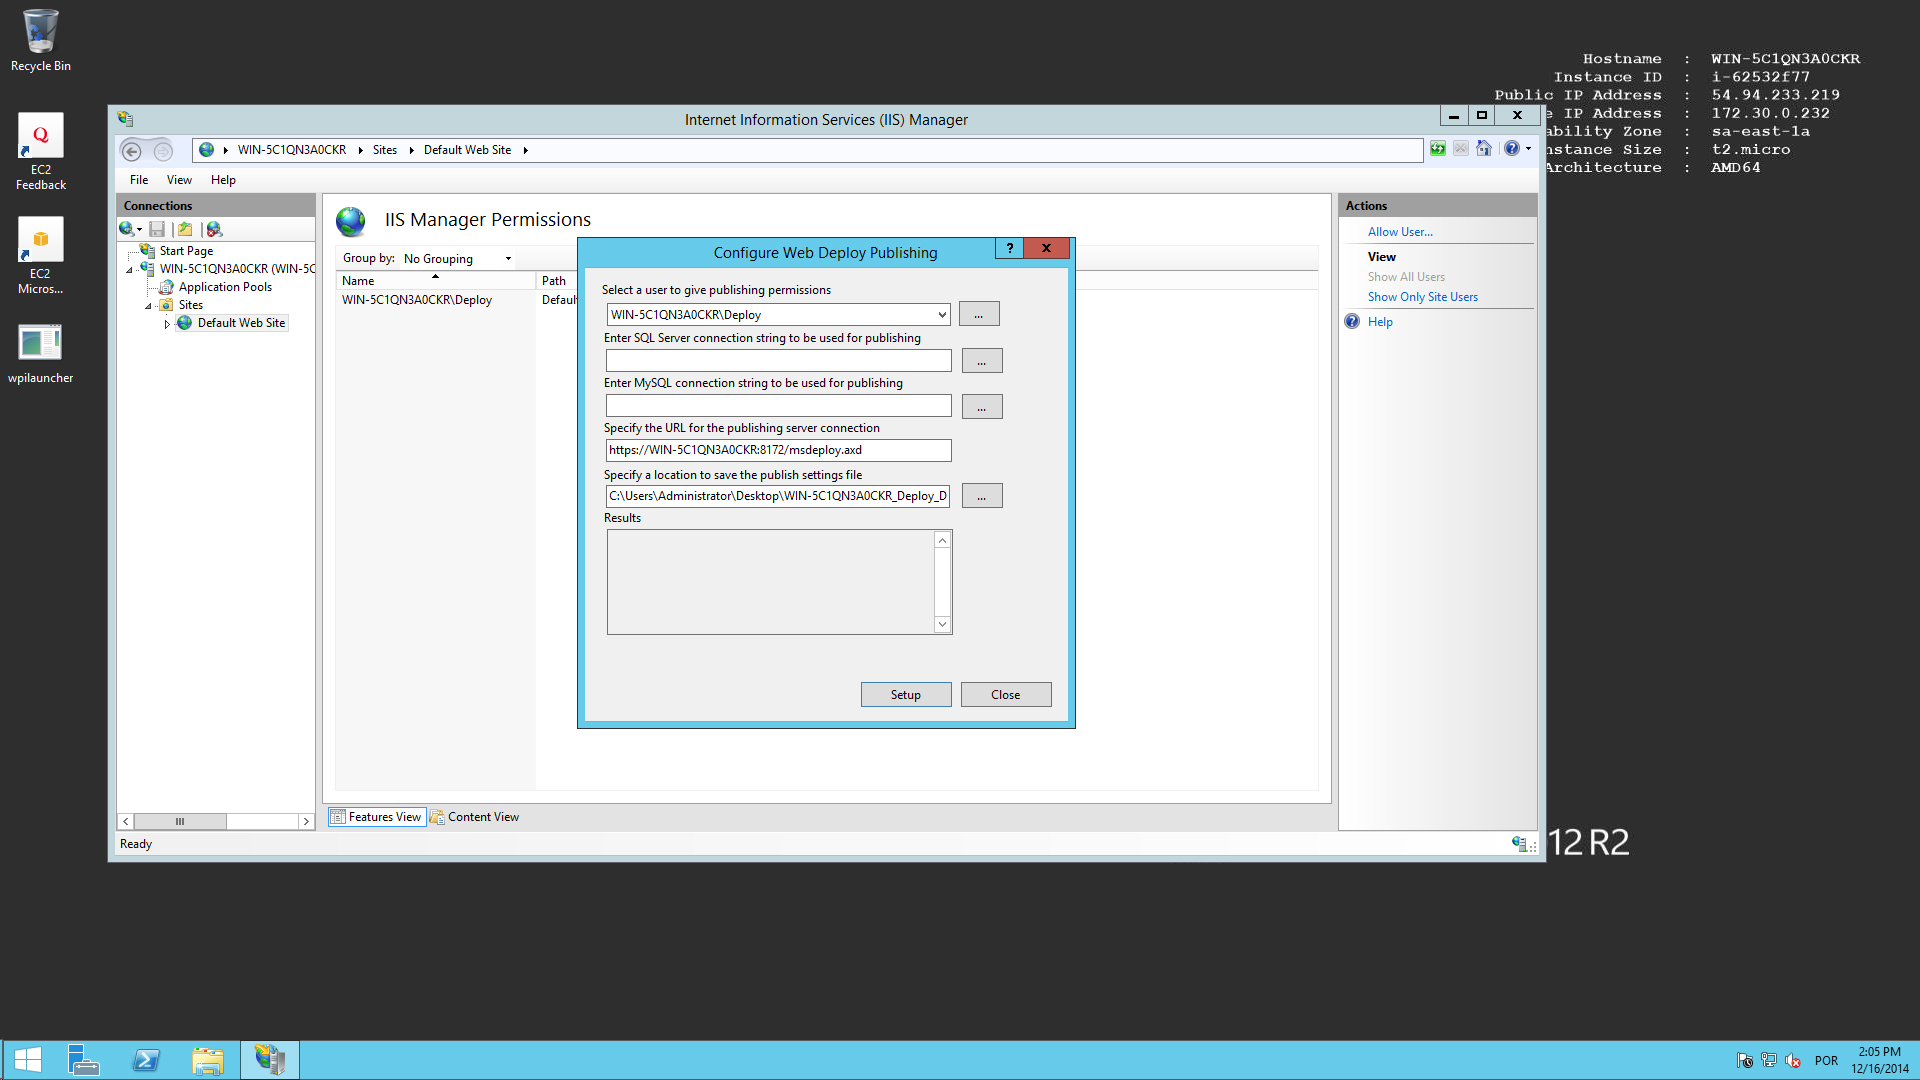 Recycle Bin
EC2
Feedback
EC2
Micros...
wpilauncher
Hostname : WIN-5C1QN3A0CKR
Instance ID : i-62532f77
Public IP Address : 54.94.233.219
e IP Address : 172.30.0.232
ability Zone : sa-east-1a
nstance Size : t2.micro
Architecture : AMD64
Internet Information Services (IIS) Manager
WIN-5C1QN3A0CKR Sites Default Web Site
File View Help
Connections
Start Page
WIN-5C1QN3A0CKR (WIN-5C
Application Pools
Sites
Default Web Site
IIS Manager Permissions
Group by: No Grouping
Name Path
WIN-5C1QN3A0CKR\Deploy Defaul
Configure Web Deploy Publishing
? X
Select a user to give publishing permissions
WIN-5C1QN3A0CKR\Deploy
...
Enter SQL Server connection string to be used for publishing
...
Enter MySQL connection string to be used for publishing
...
Specify the URL for the publishing server connection
https://WIN-5C1QN3A0CKR:8172/msdeploy.axd
Specify a location to save the publish settings file
C:\Users\Administrator\Desktop\WIN-5C1QN3A0CKR_Deploy_D
...
Results
Setup Close
Actions
Allow User...
View
Show All Users
Show Only Site Users
Help
Features View Content View
Ready
12 R2
POR
2:05 PM
12/16/2014